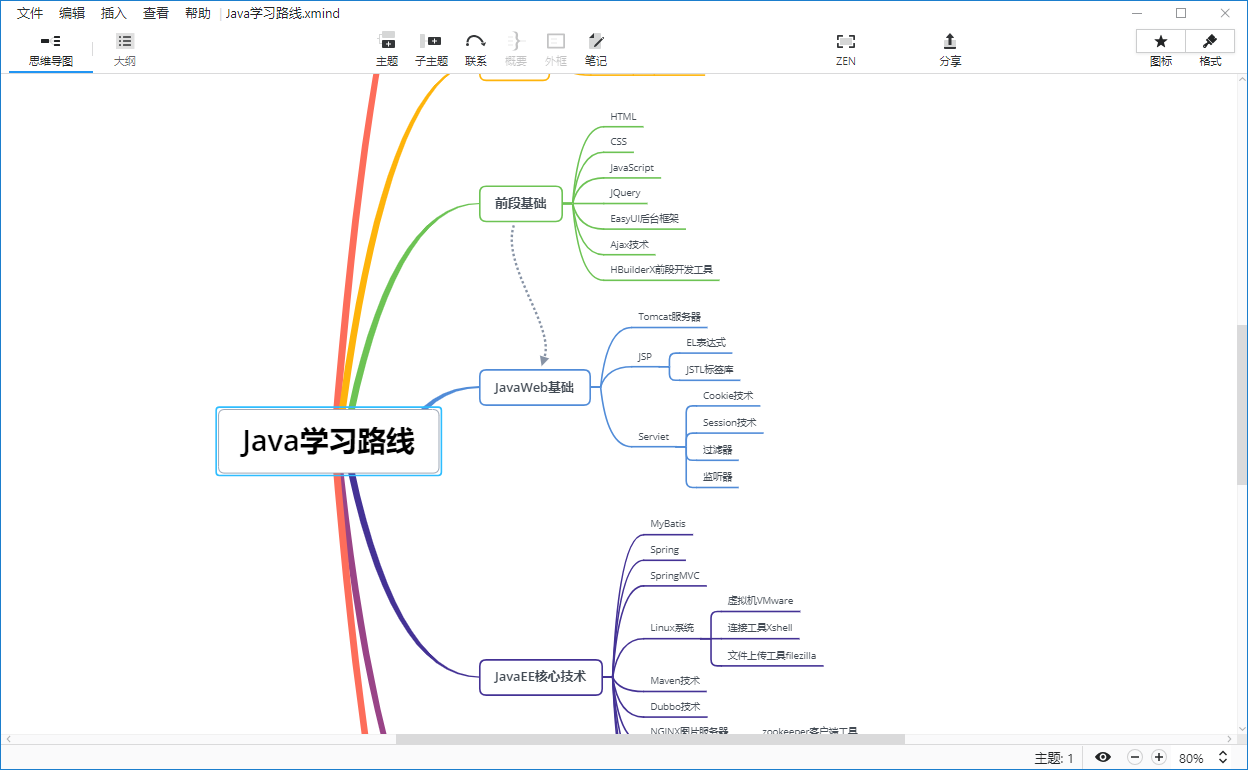 文件 编辑 插入 查看 帮助 Java学习路线.xmind
思维导图 大纲 主题 子主题 联系 概要 外框 笔记 ZEN 分享 图标 格式
HTML
CSS
JavaScript
JQuery
前段基础
EasyUI后台框架
Ajax技术
HBuilderX前段开发工具
Tomcat服务器
EL表达式
JSP
JSTL标签库
JavaWeb基础
Cookie技术
Session技术
Serviet
过滤器
监听器
Java学习路线
MyBatis
Spring
SpringMVC
虚拟机VMware
Linux系统
连接工具Xshell
文件上传工具filezilla
JavaEE核心技术
Maven技术
Dubbo技术
NGINX图片服务器 zookeeper客户端工具
主题: 1 80%